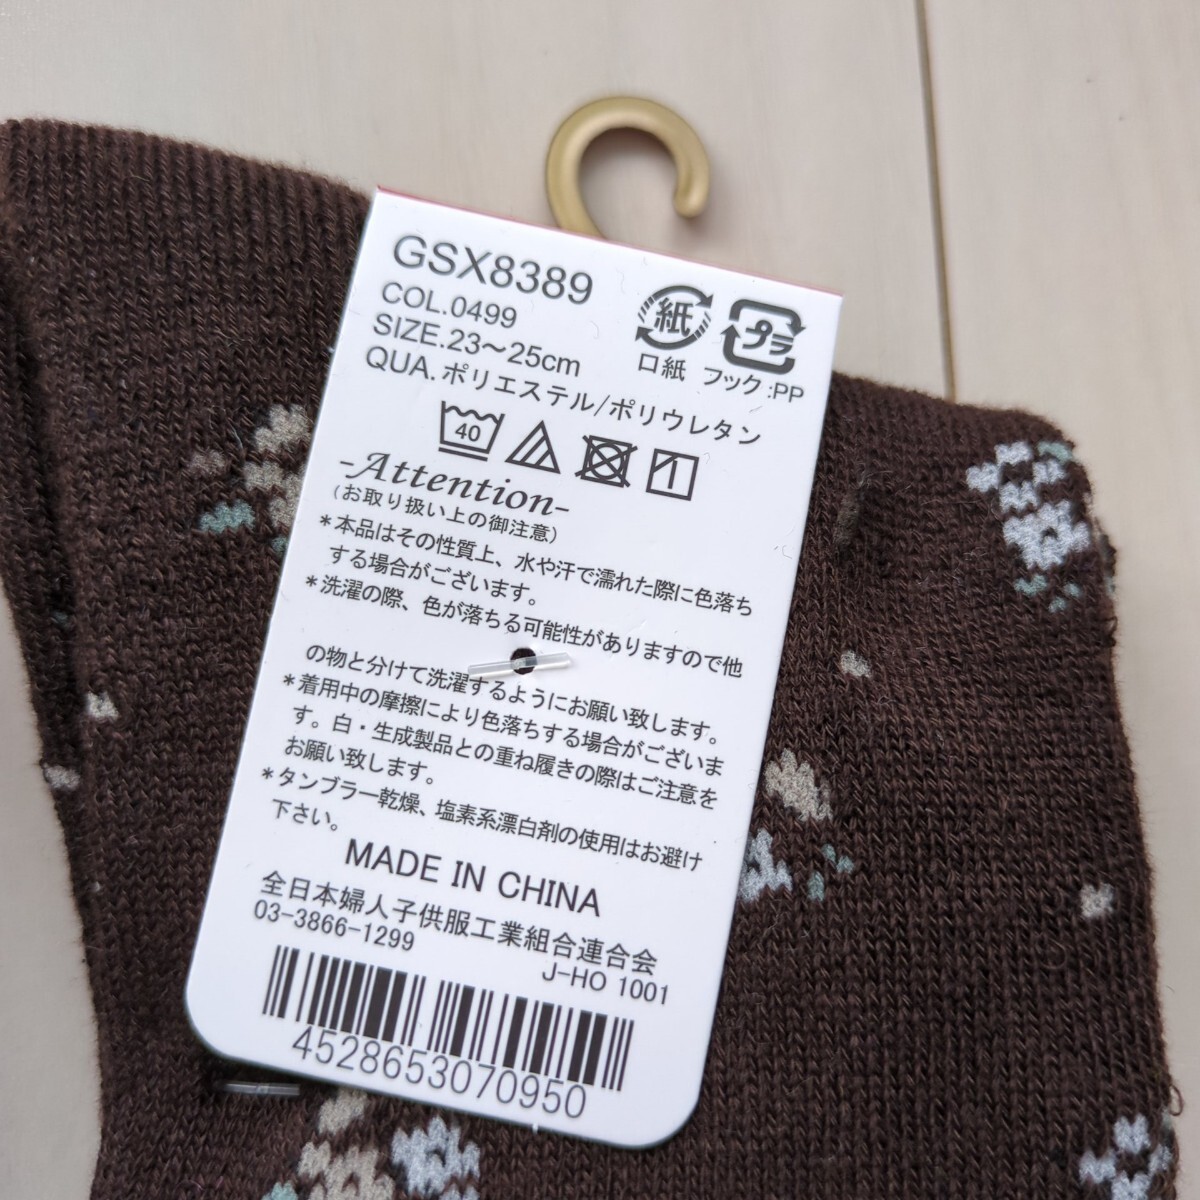 GSX8389
COL.0499
SIZE.23～25cm
QUA.ポリエステル/ポリウレタン
紙
プラ
口紙 フック:PP
40
-Attention-
(お取り扱い上の御注意)
*本品はその性質上、水や汗で濡れた際に色落ち
する場合がございます。
*洗濯の際、色が落ちる可能性がありますので他
の物と分けて洗濯するようにお願い致します。
*着用中の摩擦により色落ちする場合がございま
す。白・生成製品との重ね履きの際はご注意を
お願い致します。
*タンブラー乾燥、塩素系漂白剤の使用はお避け
下さい。
MADE IN CHINA
全日本婦人子供服工業組合連合会
03-3866-1299
J-HO 1001
4528653070950